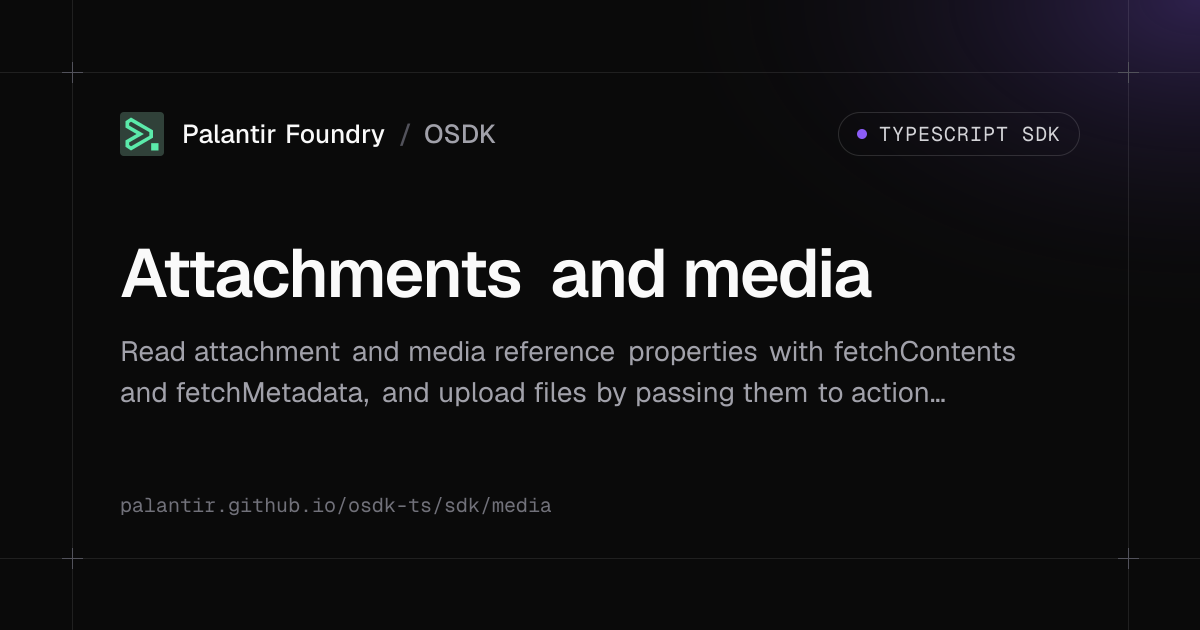 Palantir Foundry / OSDK
TYPESCRIPT SDK
Attachments and media
Read attachment and media reference properties with fetchContents
and fetchMetadata, and upload files by passing them to action…
palantir.github.io/osdk-ts/sdk/media